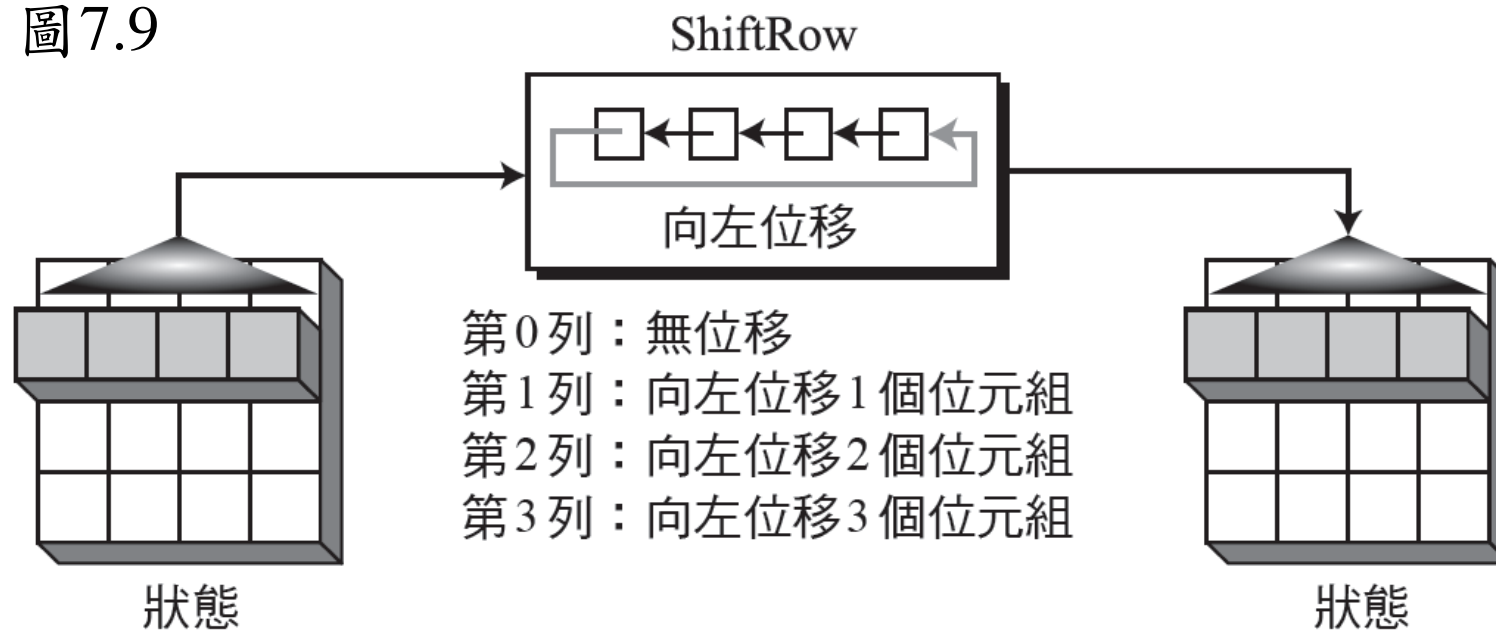 圖7.9
ShiftRow
向左位移
第0列：無位移
第1列：向左位移1個位元組
第2列：向左位移2個位元組
第3列：向左位移3個位元組
狀態
狀態